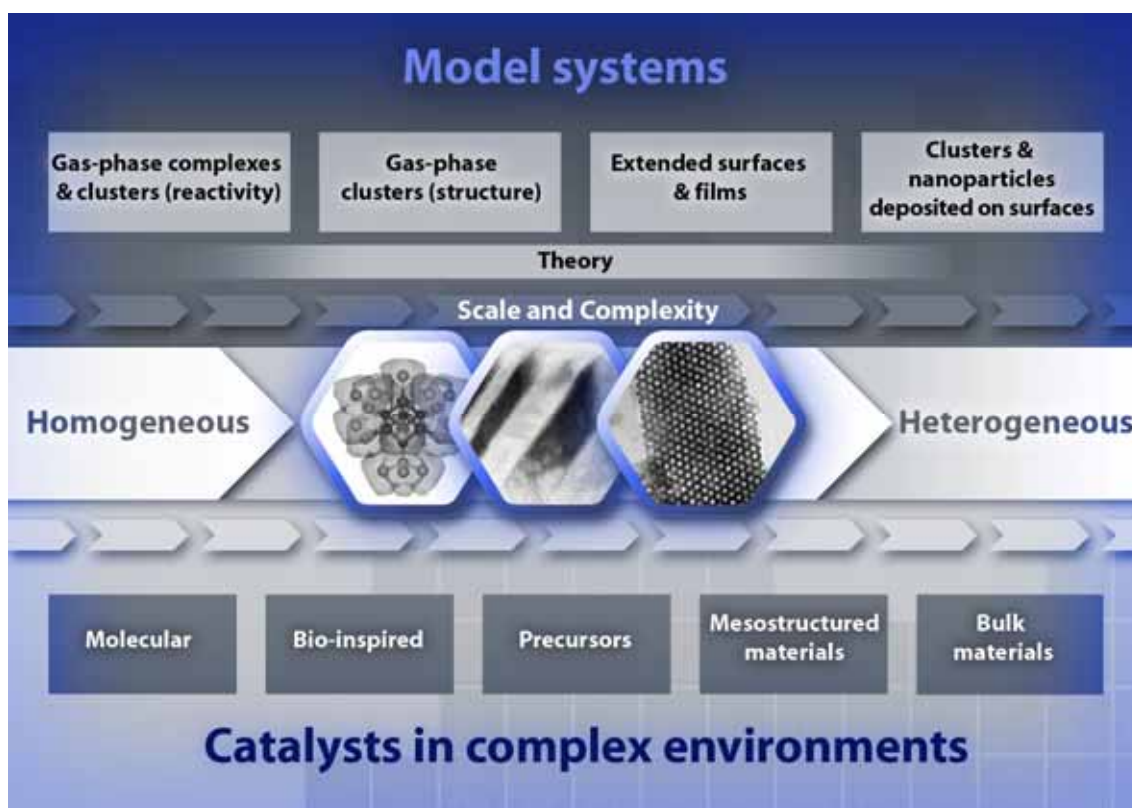 Model systems
Gas-phase complexes
& clusters (reactivity)
Gas-phase
clusters (structure)
Extended surfaces
& films
Clusters &
nanoparticles
deposited on surfaces
Theory
Scale and Complexity
Homogeneous
Heterogeneous
Molecular
Bio-inspired
Precursors
Mesostructured
materials
Bulk
materials
Catalysts in complex environments